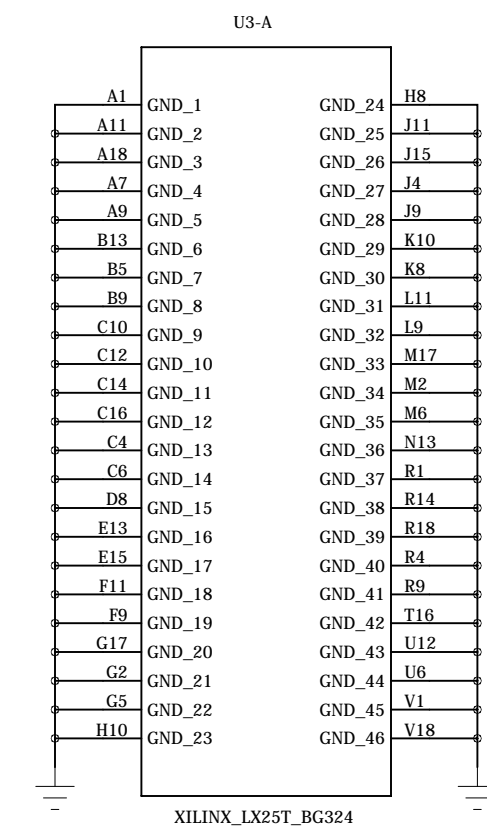 U3-A
A1 GND_1 GND_24 H8
A11 GND_2 GND_25 J11
A18 GND_3 GND_26 J15
A7 GND_4 GND_27 J4
A9 GND_5 GND_28 J9
B13 GND_6 GND_29 K10
B5 GND_7 GND_30 K8
B9 GND_8 GND_31 L11
C10 GND_9 GND_32 L9
C12 GND_10 GND_33 M17
C14 GND_11 GND_34 M2
C16 GND_12 GND_35 M6
C4 GND_13 GND_36 N13
C6 GND_14 GND_37 R1
D8 GND_15 GND_38 R14
E13 GND_16 GND_39 R18
E15 GND_17 GND_40 R4
F11 GND_18 GND_41 R9
F9 GND_19 GND_42 T16
G17 GND_20 GND_43 U12
G2 GND_21 GND_44 U6
G5 GND_22 GND_45 V1
H10 GND_23 GND_46 V18
XILINX_LX25T_BG324